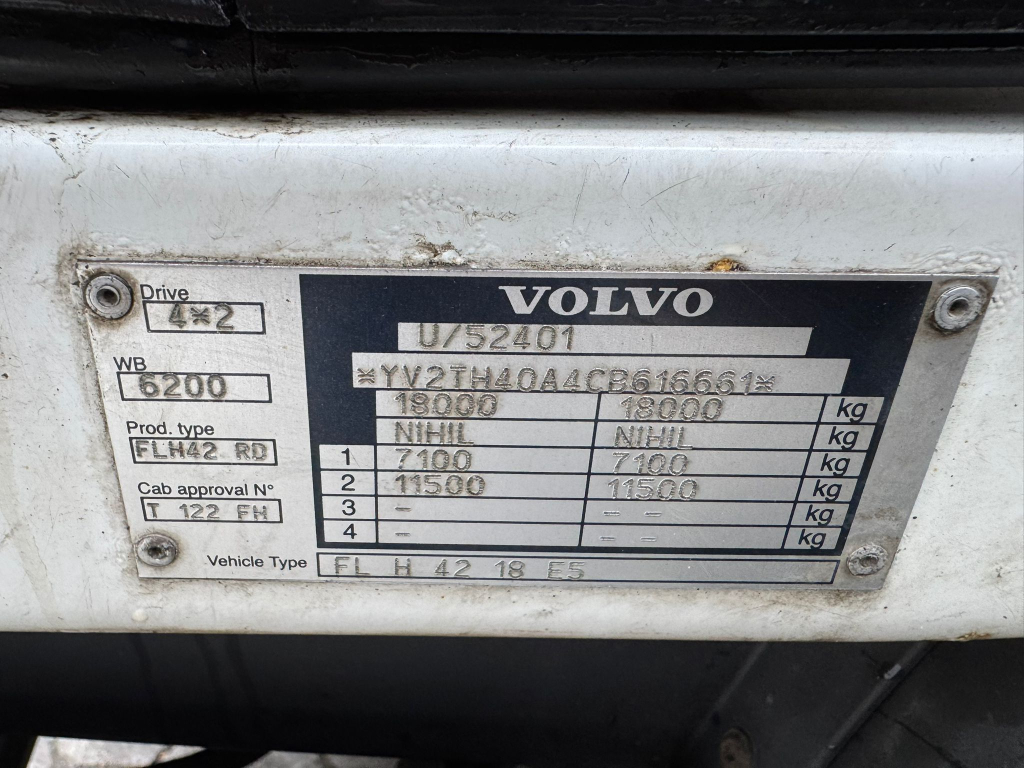 VOLVO
Drive
4*2
U/52401
WB
6200
*YV2TH40A4CB616661*
18000 18000 kg
NIHIL NIHIL kg
Prod. type
FLH42 RD
1 7100 7100 kg
2 11500 11500 kg
Cab approval N°
T 122 FH
3 - - - kg
4 - - - kg
Vehicle Type
FL H 42 18 E5